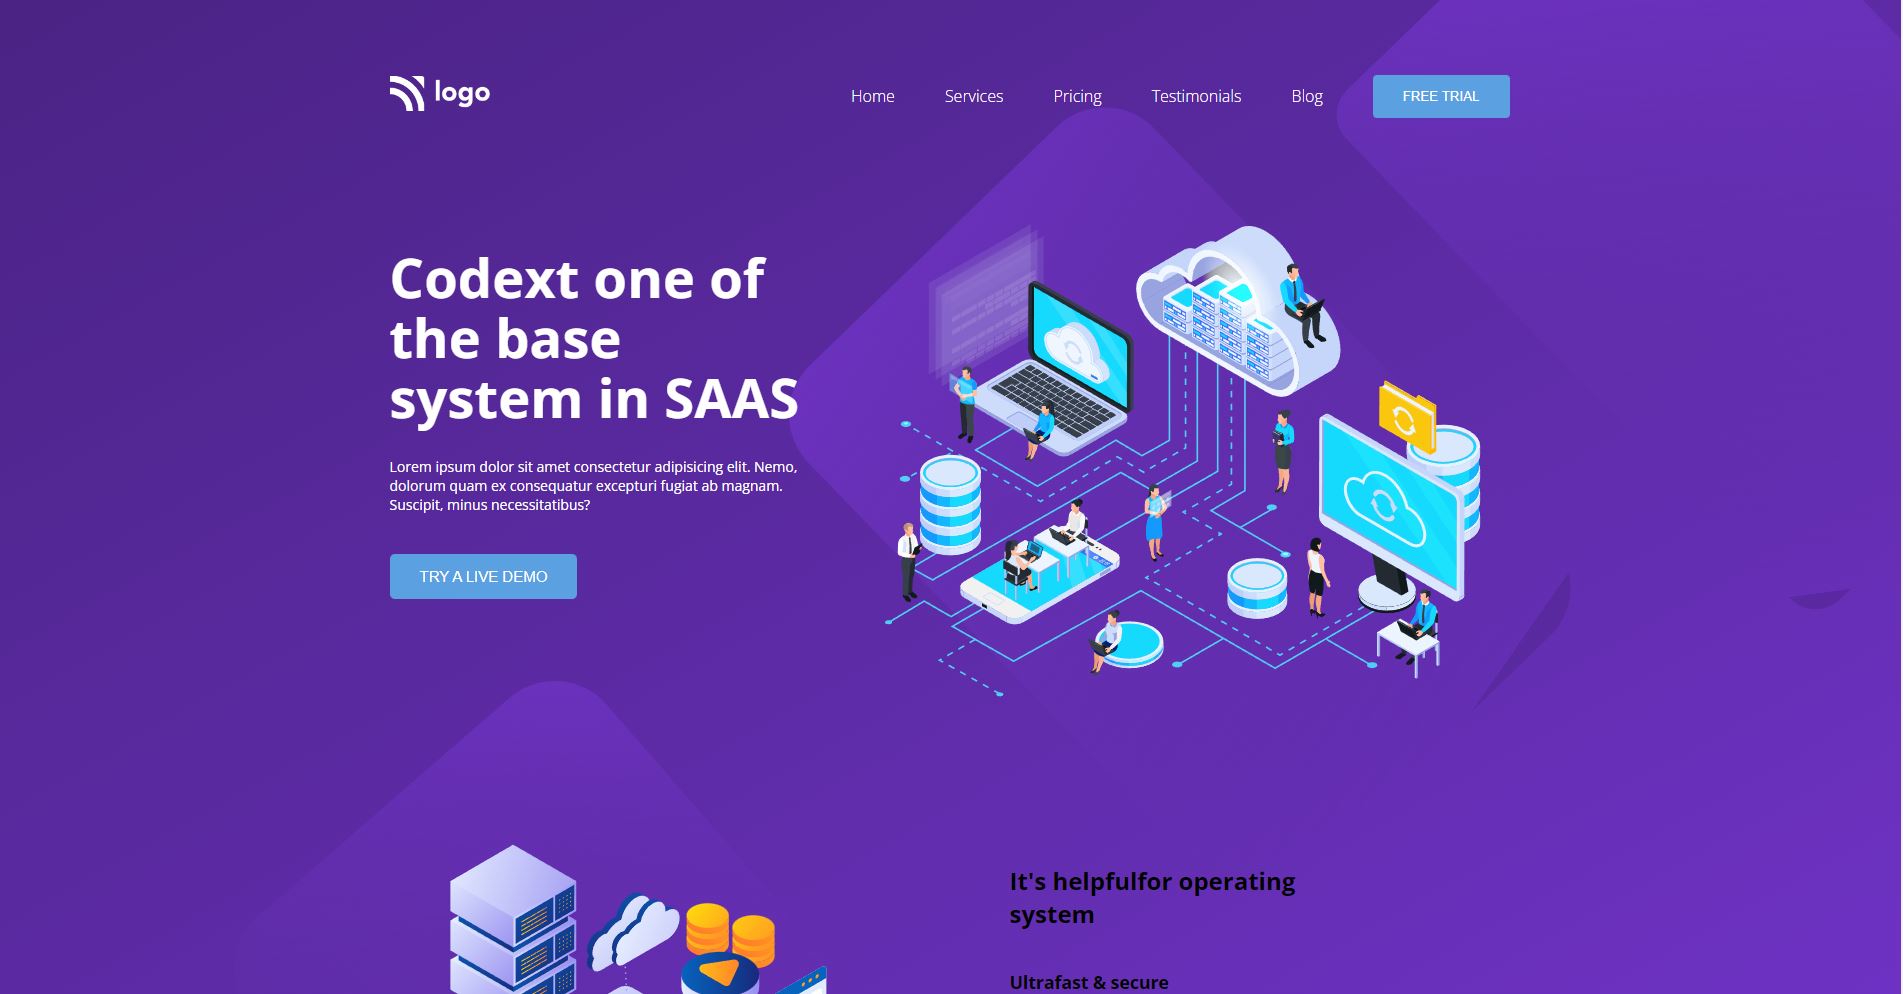 logo
Home Services Pricing Testimonials Blog FREE TRIAL
Codext one of
the base
system in SAAS
Lorem ipsum dolor sit amet consectetur adipisicing elit. Nemo,
dolorum quam ex consequatur excepturi fugiat ab magnam.
Suscipit, minus necessitatibus?
TRY A LIVE DEMO
It's helpfulfor operating
system
Ultrafast & secure